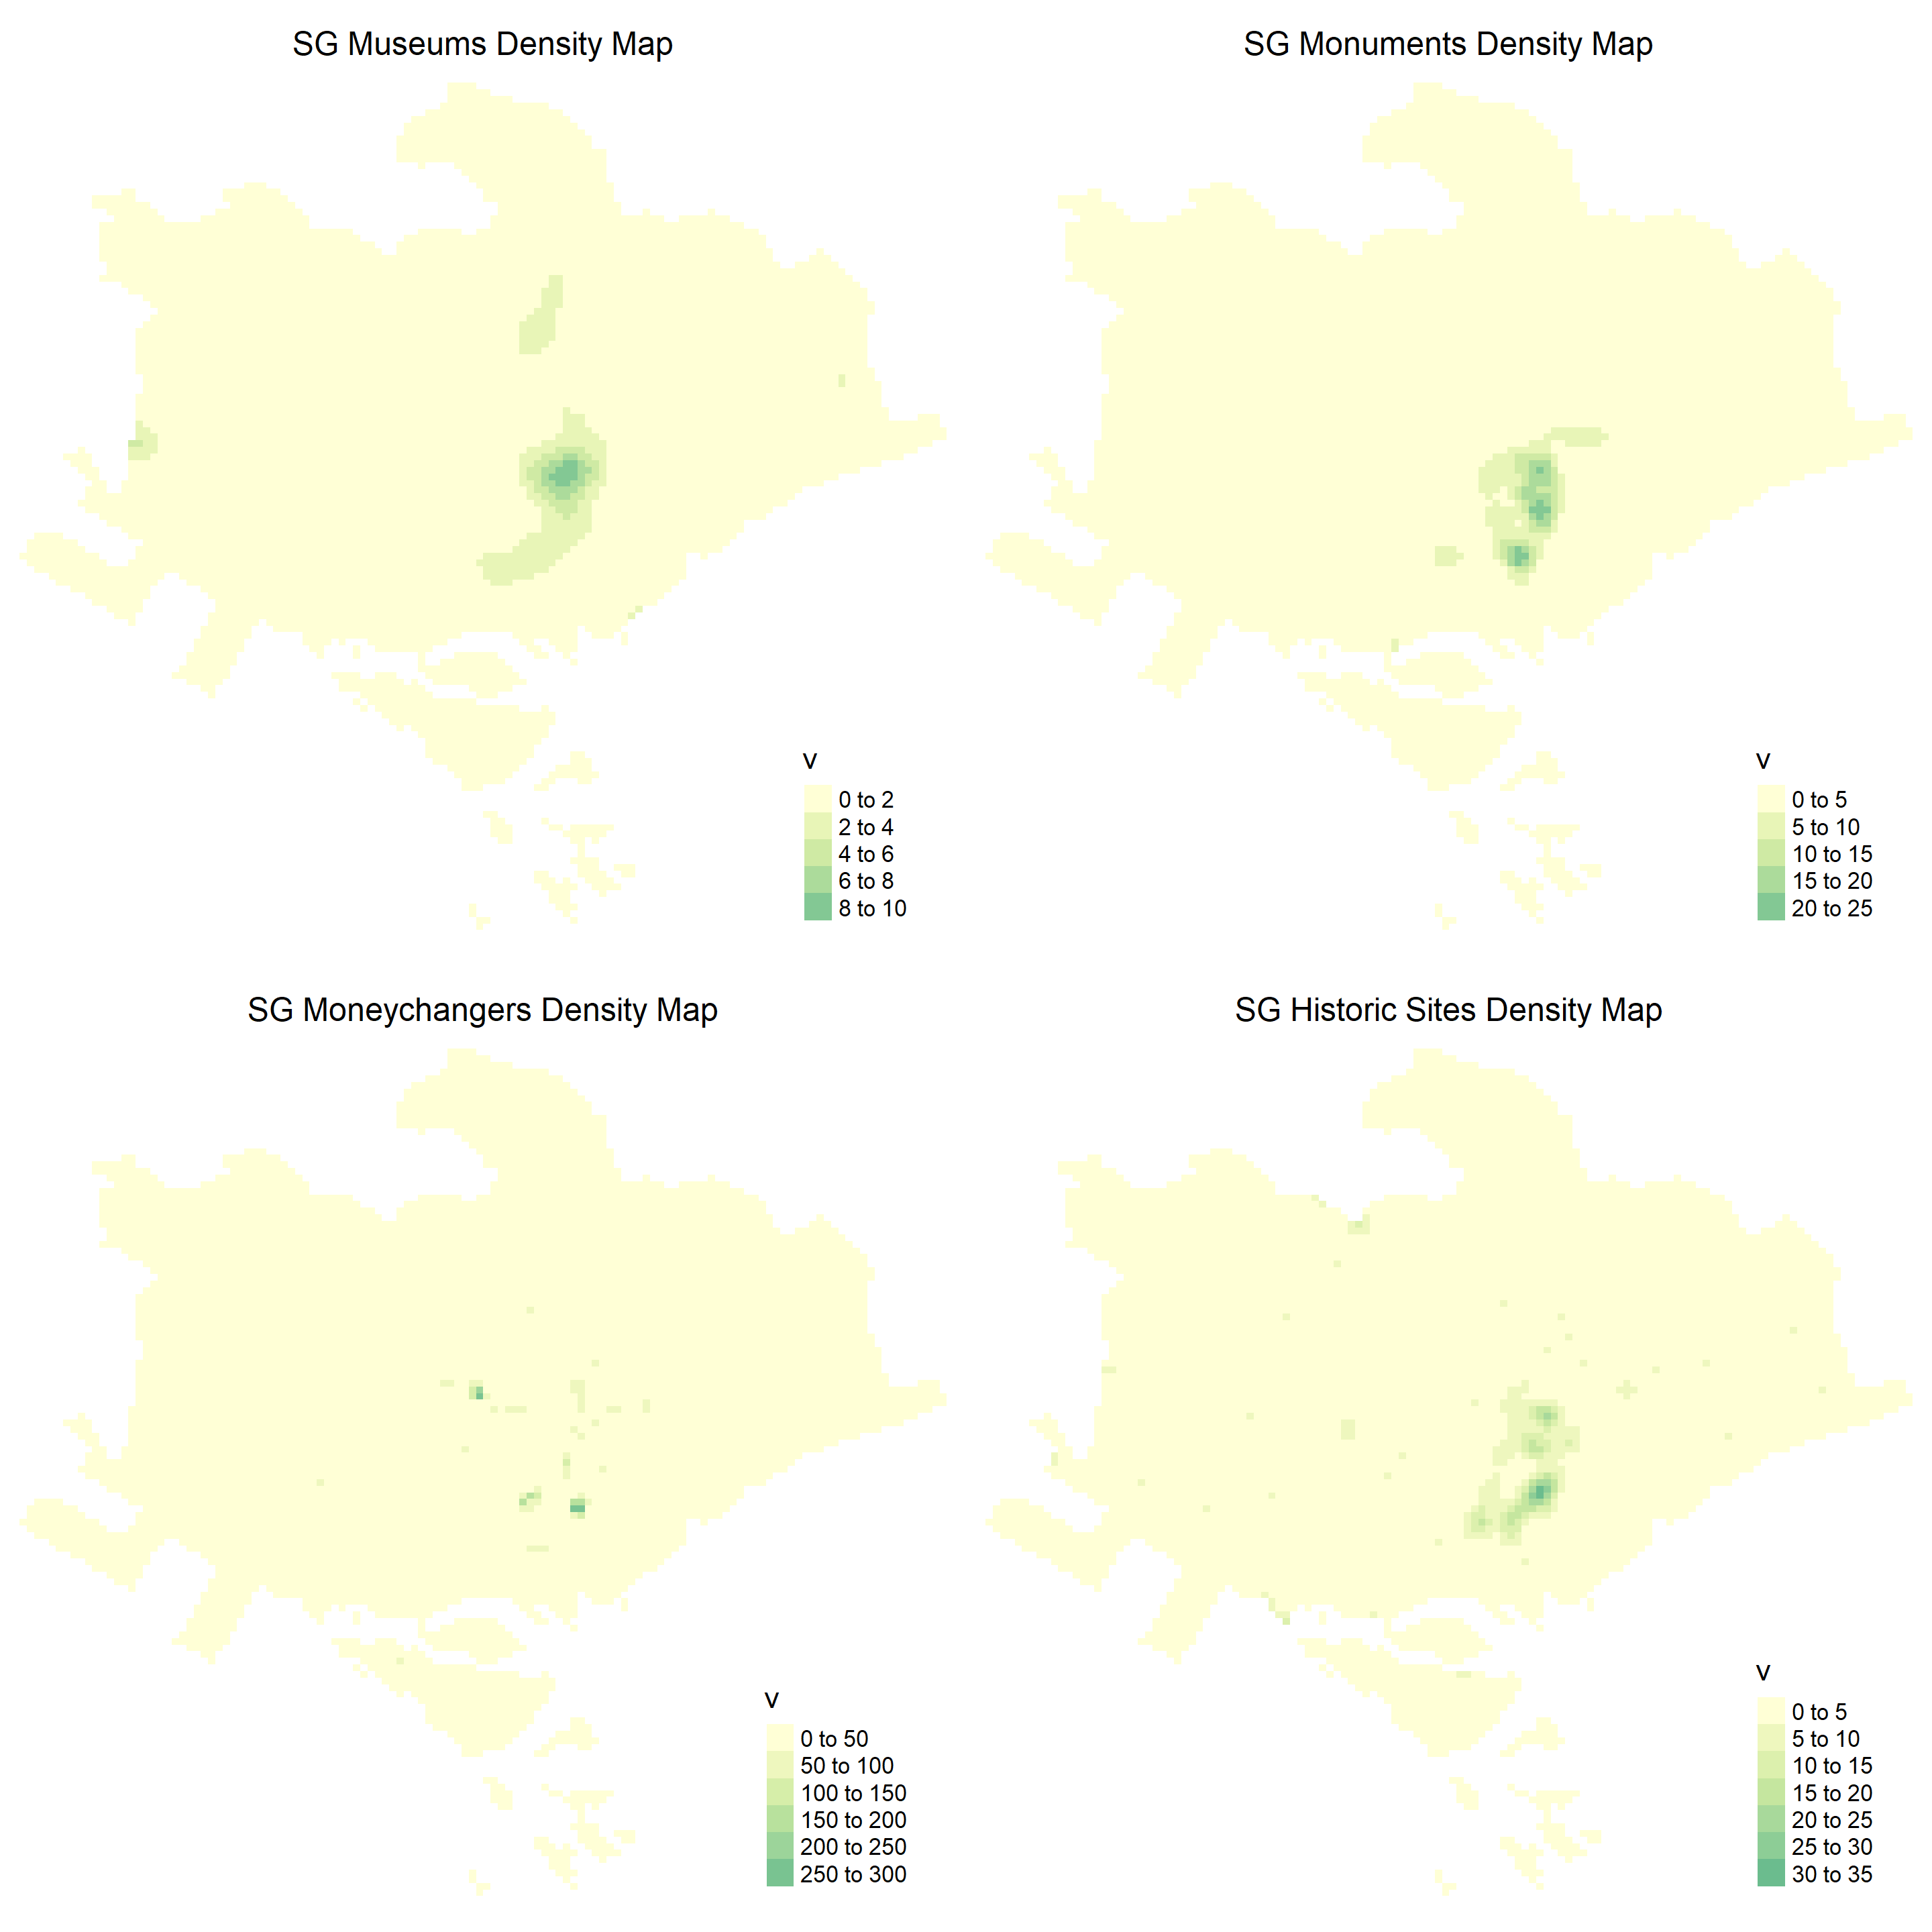 SG Museums Density Map
v
0 to 2
2 to 4
4 to 6
6 to 8
8 to 10
SG Monuments Density Map
v
0 to 5
5 to 10
10 to 15
15 to 20
20 to 25
SG Moneychangers Density Map
v
0 to 50
50 to 100
100 to 150
150 to 200
200 to 250
250 to 300
SG Historic Sites Density Map
v
0 to 5
5 to 10
10 to 15
15 to 20
20 to 25
25 to 30
30 to 35